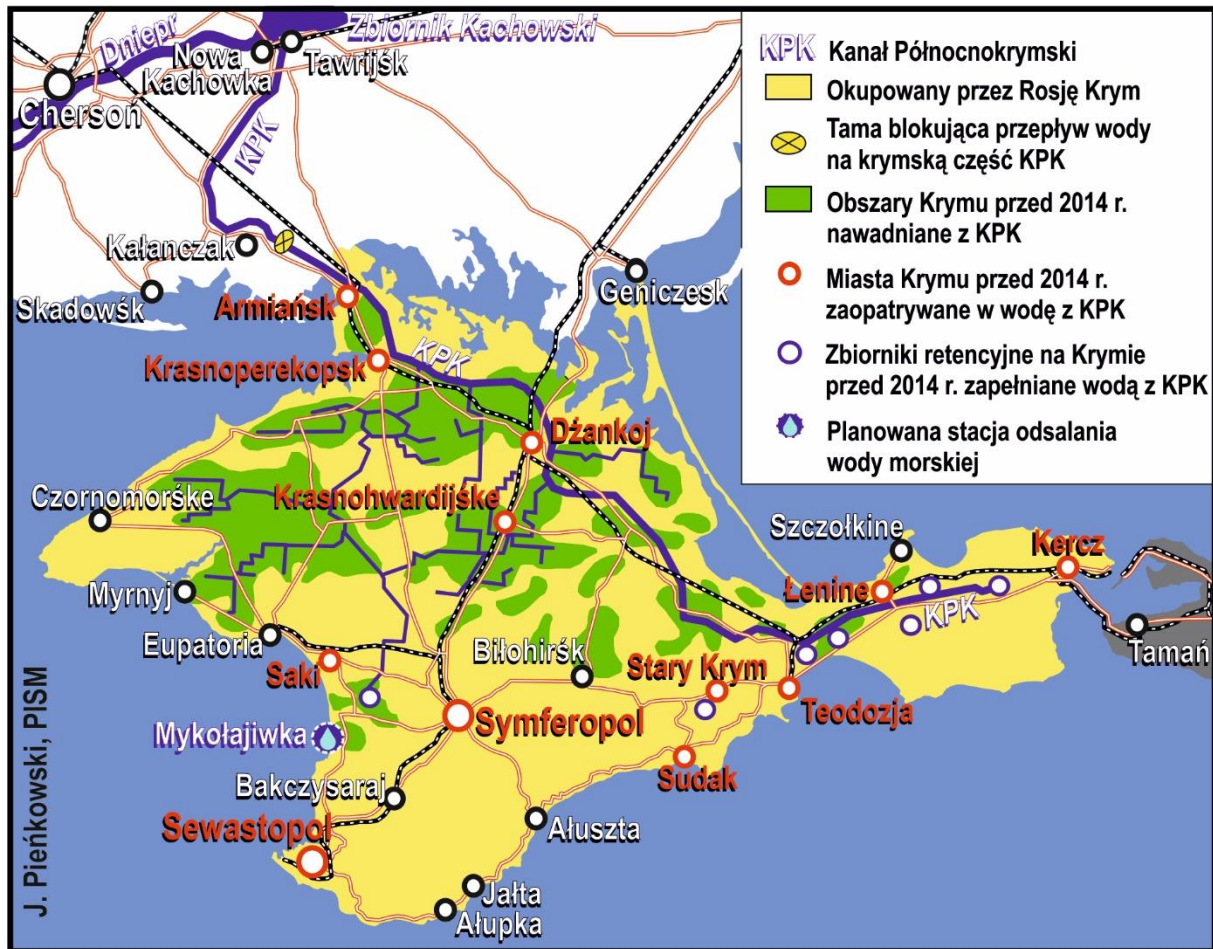 Dniepr
Zbiornik Kachowski
Nowa
Kachowka
Tawrijśk
Chersoń
KPK
Kałanczak
Skadowśk
Armiańsk
Geniczesk
Krasnoperekopsk
KPK
Dżankoj
Krasnohwardijśke
Czornomorśke
Szczołkine
Kercz
Myrnyj
Łenine
KPK
Eupatoria
Biłohirśk
Tamań
Saki
Stary Krym
Teodozja
Symferopol
Mykołajiwka
Sudak
Bakczysaraj
Ałuszta
Sewastopol
Jałta
Ałupka
KPK Kanał Północnokrymski
Okupowany przez Rosję Krym
Tama blokująca przepływ wody
na krymską część KPK
Obszary Krymu przed 2014 r.
nawadniane z KPK
Miasta Krymu przed 2014 r.
zaopatrywane w wodę z KPK
Zbiorniki retencyjne na Krymie
przed 2014 r. zapełniane wodą z KPK
Planowana stacja odsalania
wody morskiej
J. Pieńkowski, PISM